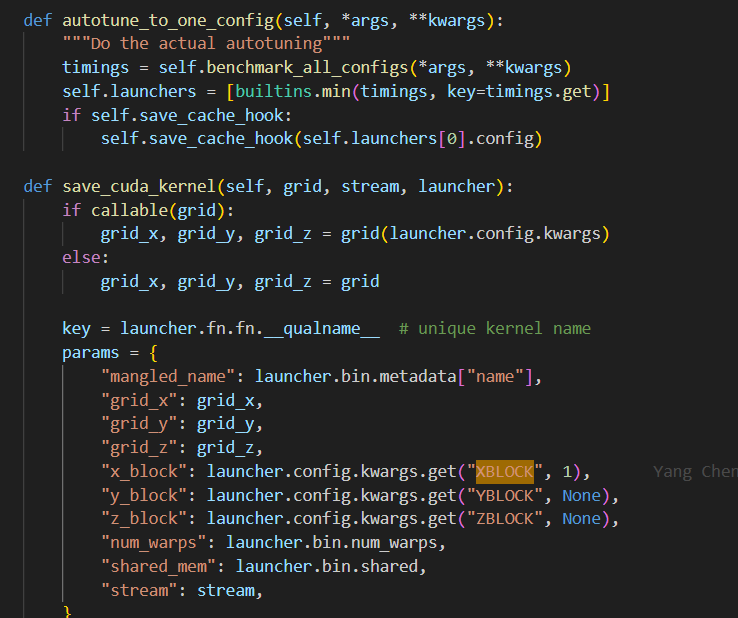 def autotune_to_one_config(self, *args, **kwargs):
"""Do the actual autotuning"""
timings = self.benchmark_all_configs(*args, **kwargs)
self.launchers = [builtins.min(timings, key=timings.get)]
if self.save_cache_hook:
self.save_cache_hook(self.launchers[0].config)
def save_cuda_kernel(self, grid, stream, launcher):
if callable(grid):
grid_x, grid_y, grid_z = grid(launcher.config.kwargs)
else:
grid_x, grid_y, grid_z = grid
key = launcher.fn.fn.__qualname__  # unique kernel name
params = {
"mangled_name": launcher.bin.metadata["name"],
"grid_x": grid_x,
"grid_y": grid_y,
"grid_z": grid_z,
"x_block": launcher.config.kwargs.get("XBLOCK", 1), Yang Chen
"y_block": launcher.config.kwargs.get("YBLOCK", None),
"z_block": launcher.config.kwargs.get("ZBLOCK", None),
"num_warps": launcher.bin.num_warps,
"shared_mem": launcher.bin.shared,
"stream": stream,
}